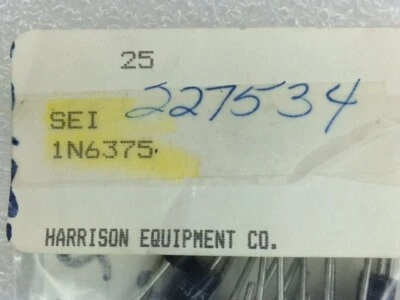 25
227534
SEI
1N6375.
HARRISON EQUIPMENT CO.